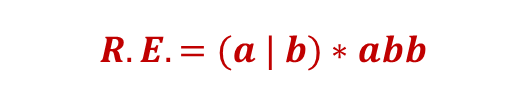 R.E.= (a | b) * abb